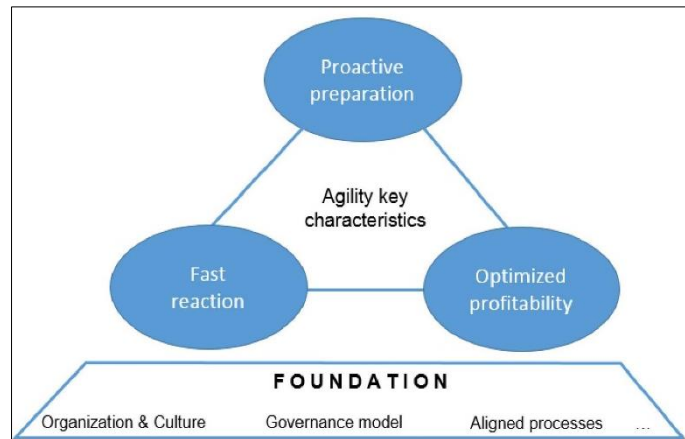 Proactive
preparation
Agility key
characteristics
Fast
reaction
Optimized
profitability
FOUNDATION
Organization & Culture Governance model Aligned processes ...